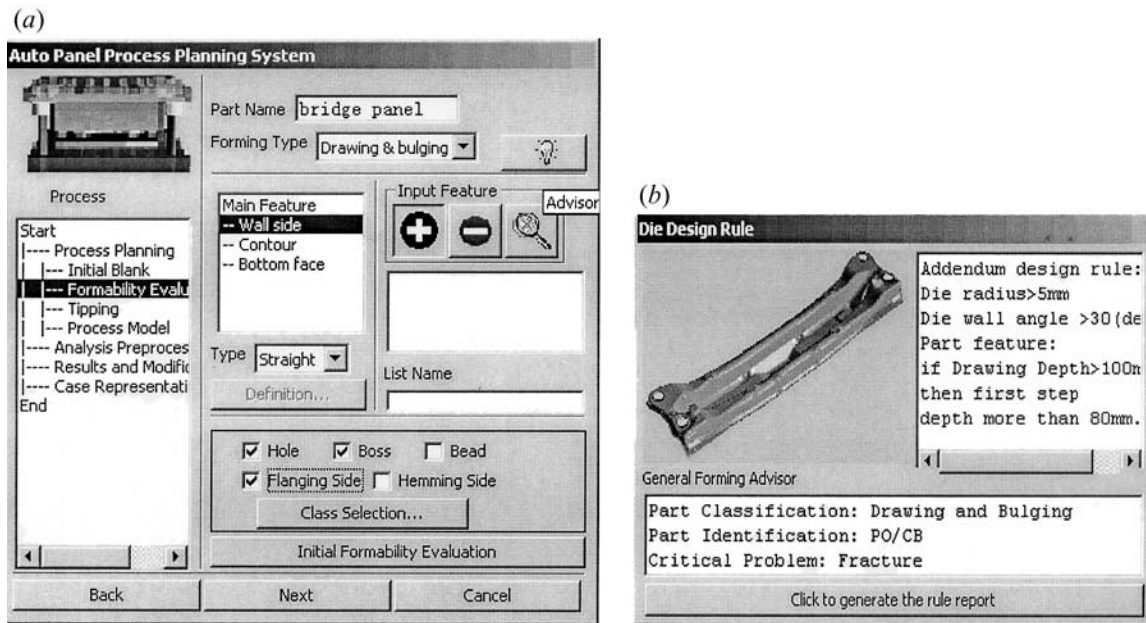 (a)
Auto Panel Process Planning System
Part Name bridge panel
Forming Type Drawing & bulging
Process
Start
|---- Process Planning
| |--- Initial Blank
| |--- Formability Evalu
| |--- Tipping
| |--- Process Model
|---- Analysis Preproces
|---- Results and Modific
|---- Case Representati
End
Main Feature
-- Wall side
-- Contour
-- Bottom face
Input Feature
Advisor
Type Straight
Definition...
List Name
Hole Boss Bead
Flanging Side Hemming Side
Class Selection...
Initial Formability Evaluation
Back Next Cancel
(b)
Die Design Rule
Addendum design rule:
Die radius>5mm
Die wall angle >30(de
Part feature:
if Drawing Depth>100m
then first step
depth more than 80mm.
General Forming Advisor
Part Classification: Drawing and Bulging
Part Identification: PO/CB
Critical Problem: Fracture
Click to generate the rule report